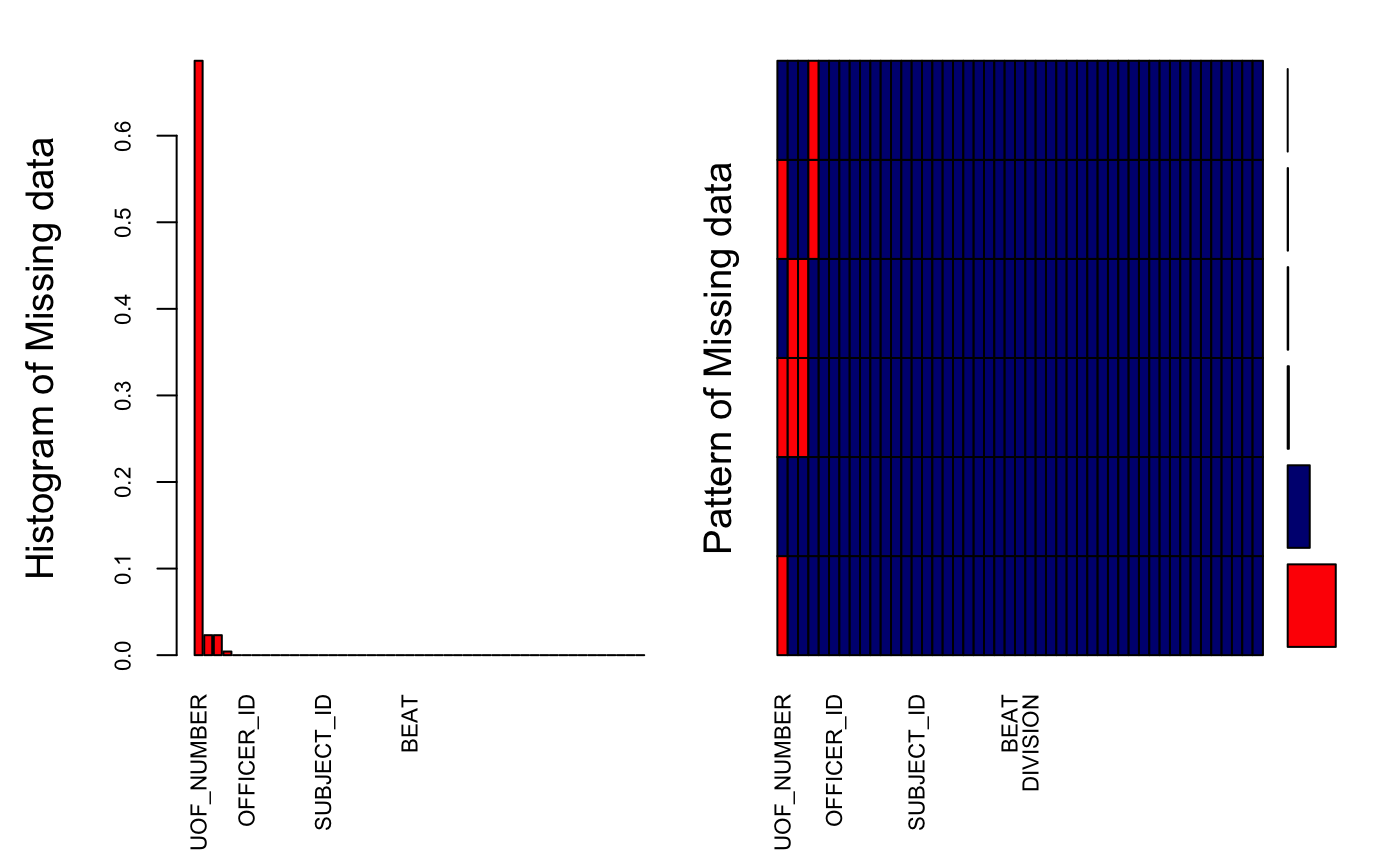 Histogram of Missing data
0.6
0.5
0.4
0.3
0.2
0.1
0.0
UOF_NUMBER
OFFICER_ID
SUBJECT_ID
BEAT
Pattern of Missing data
UOF_NUMBER
OFFICER_ID
SUBJECT_ID
BEAT
DIVISION